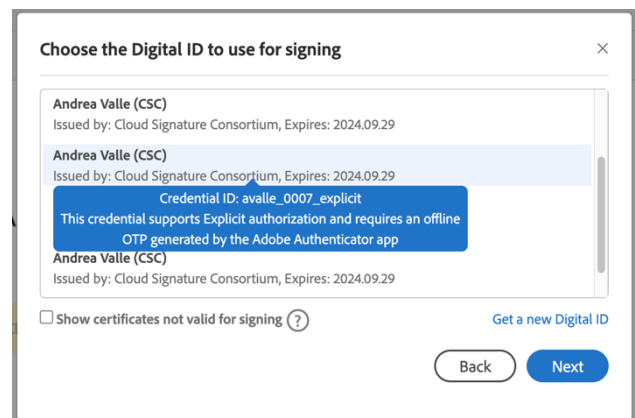 Choose the Digital ID to use for signing
Andrea Valle (CSC)
Issued by: Cloud Signature Consortium, Expires: 2024.09.29
Andrea Valle (CSC)
Issued by: Cloud Signature Consortium, Expires: 2024.09.29
Credential ID: avalle_0007_explicit
This credential supports Explicit authorization and requires an offline
OTP generated by the Adobe Authenticator app
Andrea Valle (CSC)
Issued by: Cloud Signature Consortium, Expires: 2024.09.29
Show certificates not valid for signing ?
Get a new Digital ID
Back
Next